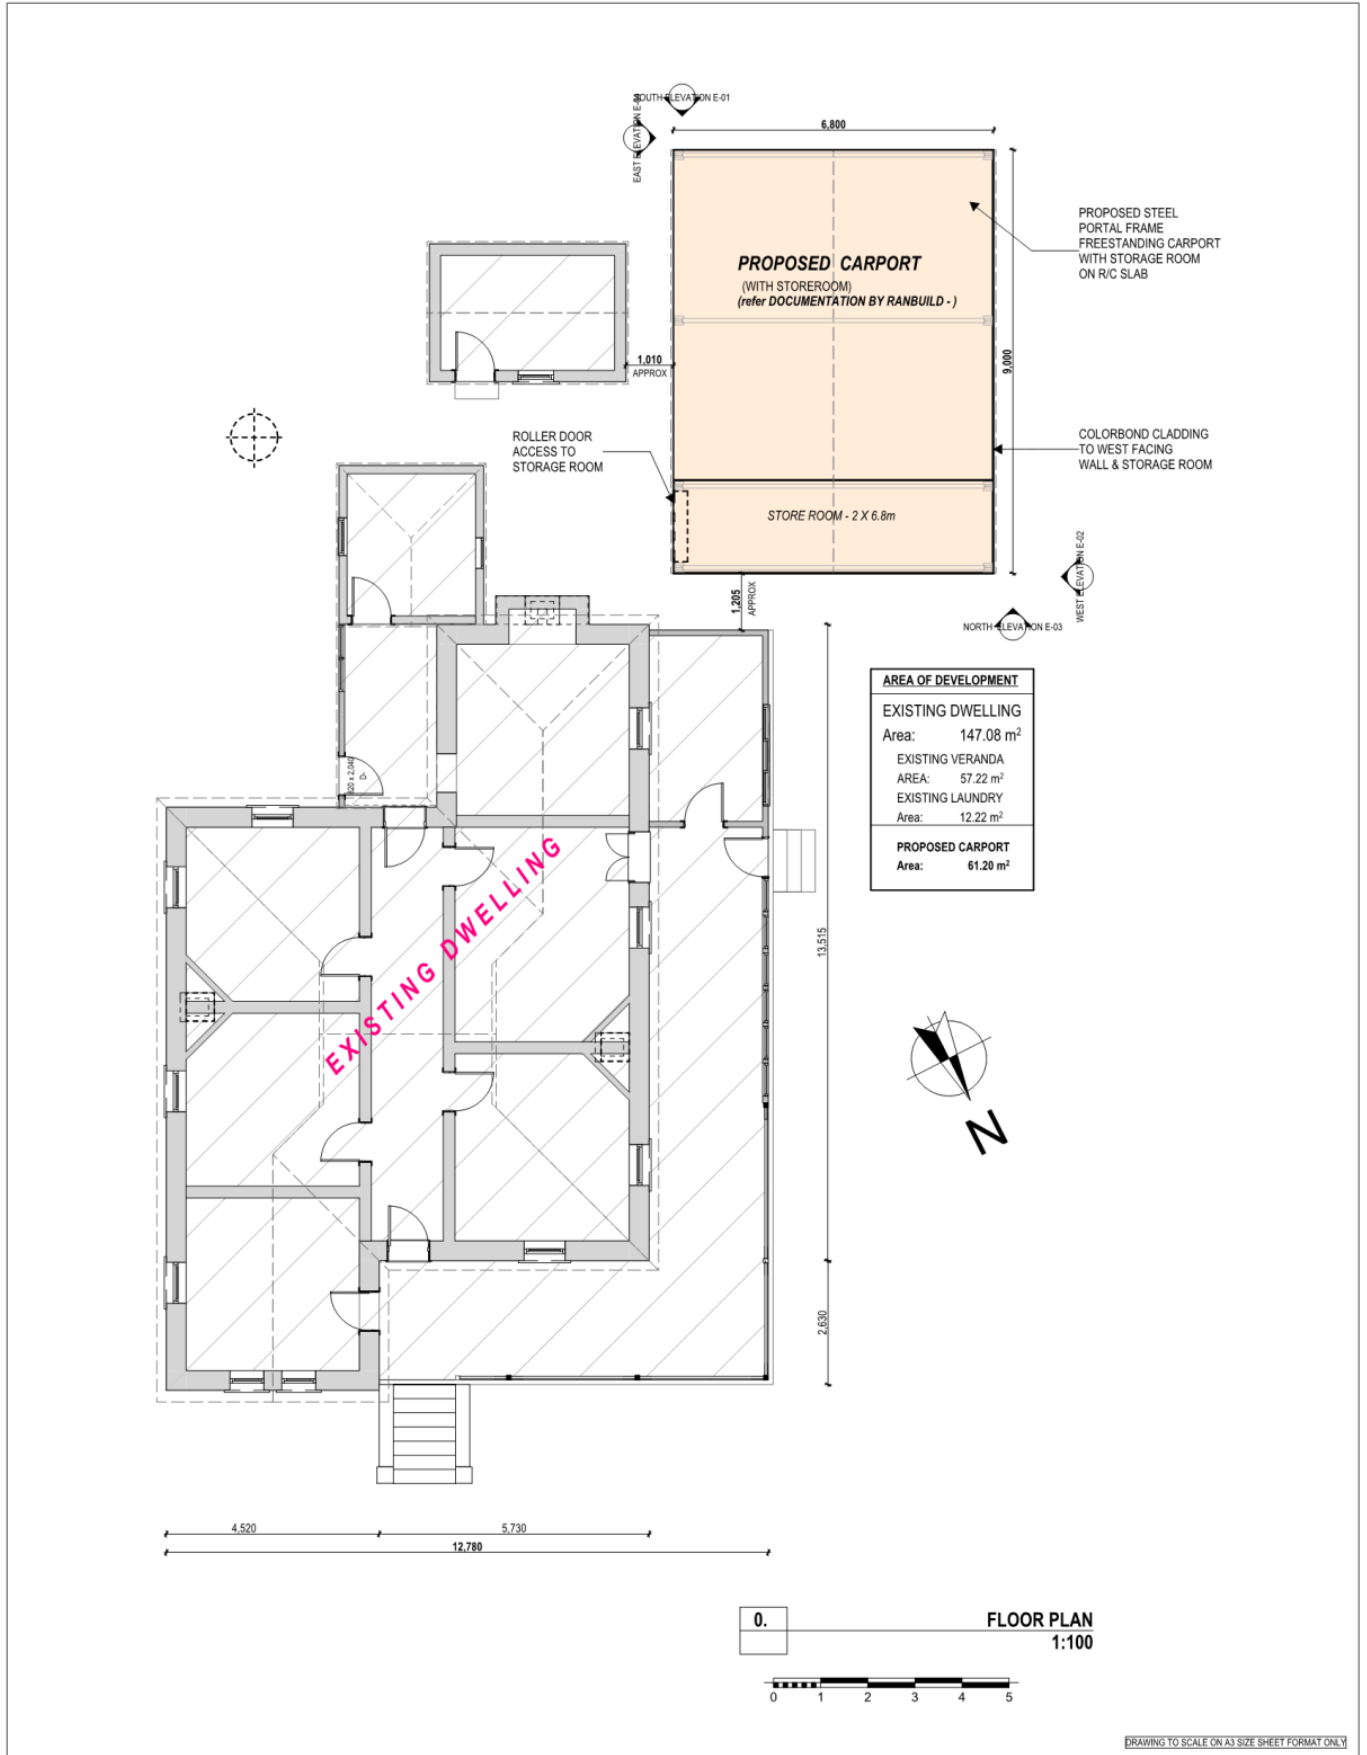 SOUTH ELEVATION E-01
EAST ELEVATION E-
6,800
PROPOSED STEEL
PORTAL FRAME
FREESTANDING CARPORT
WITH STORAGE ROOM
ON R/C SLAB
PROPOSED CARPORT
(WITH STOREROOM)
(refer DOCUMENTATION BY RANBUILD - )
1,010
APPROX
9,000
ROLLER DOOR
ACCESS TO
STORAGE ROOM
COLORBOND CLADDING
TO WEST FACING
WALL & STORAGE ROOM
STORE ROOM - 2 X 6.8m
1,205
APPROX
WEST ELEVATION E-02
NORTH ELEVATION E-03
AREA OF DEVELOPMENT
EXISTING DWELLING
Area: 147.08 m²
EXISTING VERANDA
AREA: 57.22 m²
EXISTING LAUNDRY
Area: 12.22 m²
PROPOSED CARPORT
Area: 61.20 m²
820 x 2,040
EXISTING DWELLING
13,515
N
2,630
4,520
5,730
12,780
0.
FLOOR PLAN
1:100
0 1 2 3 4 5
DRAWING TO SCALE ON A3 SIZE SHEET FORMAT ONLY